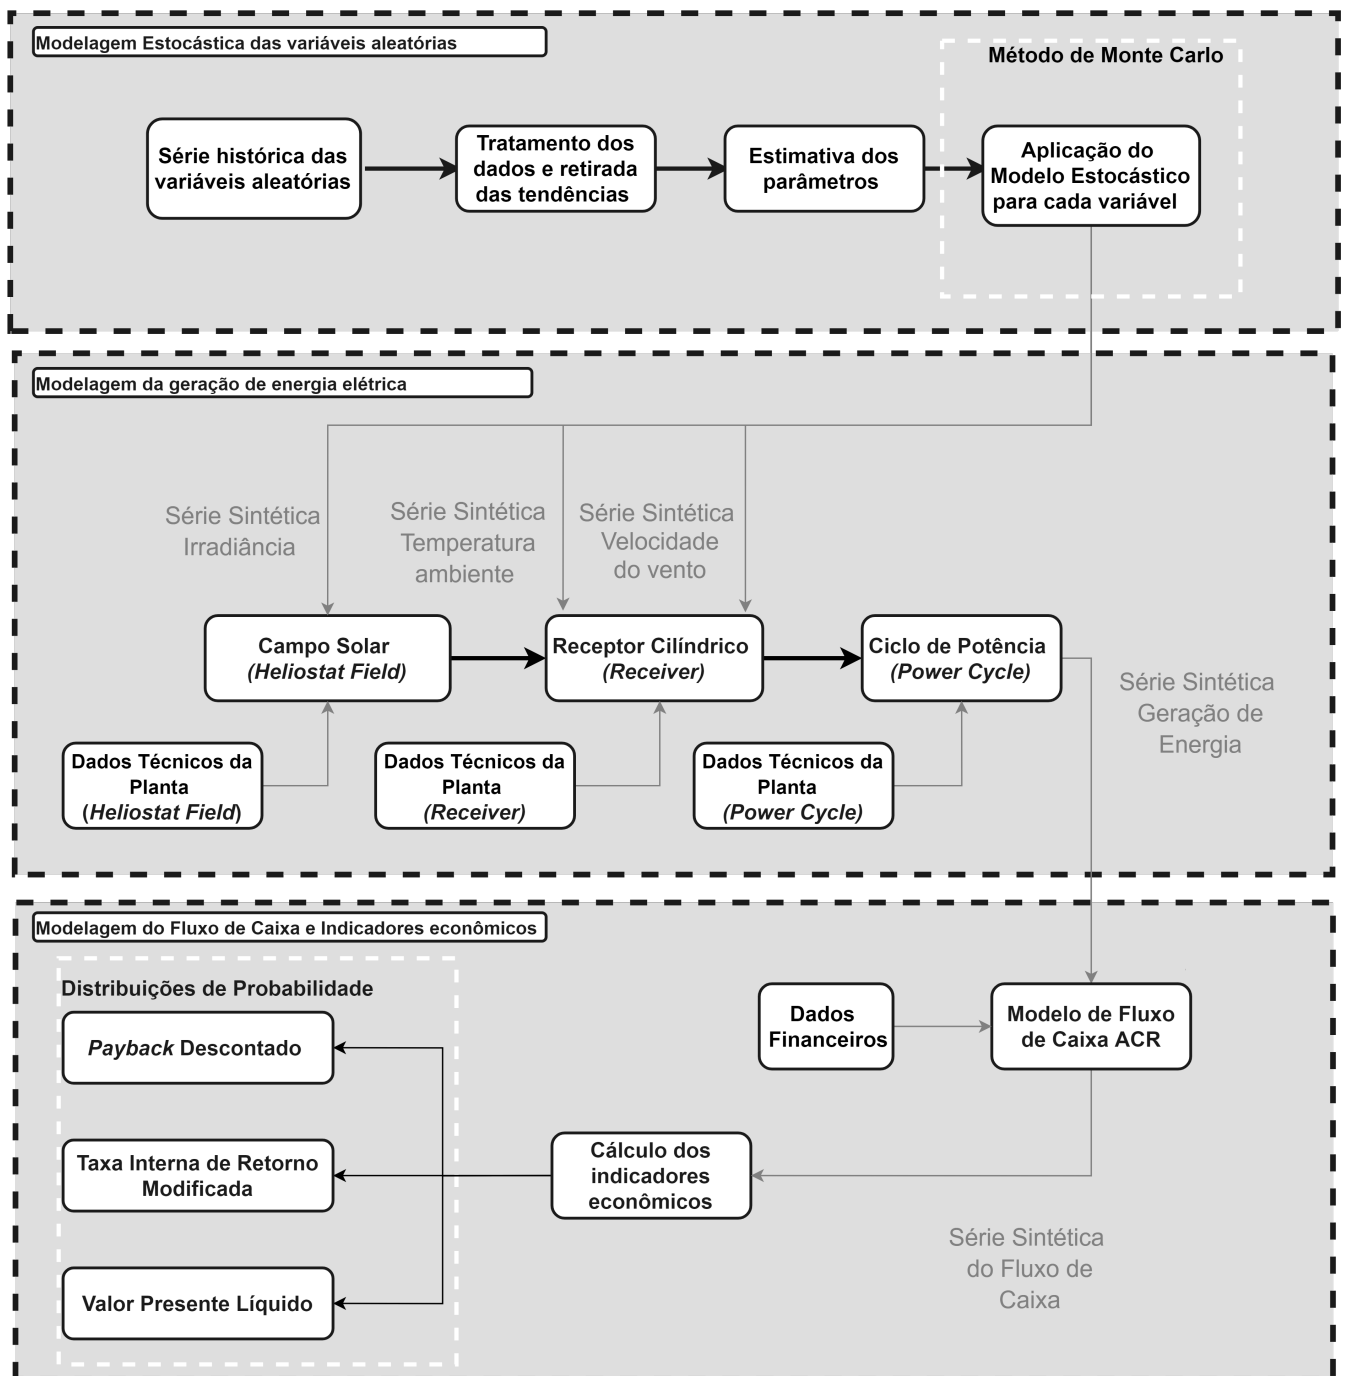 Modelagem Estocástica das variáveis aleatórias
Método de Monte Carlo
Série histórica das
variáveis aleatórias
Tratamento dos
dados e retirada
das tendências
Estimativa dos
parâmetros
Aplicação do
Modelo Estocástico
para cada variável
Modelagem da geração de energia elétrica
Série Sintética
Irradiância
Série Sintética
Temperatura
ambiente
Série Sintética
Velocidade
do vento
Campo Solar
(Heliostat Field)
Receptor Cilíndrico
(Receiver)
Ciclo de Potência
(Power Cycle)
Série Sintética
Geração de
Energia
Dados Técnicos da
Planta
(Heliostat Field)
Dados Técnicos da
Planta
(Receiver)
Dados Técnicos da
Planta
(Power Cycle)
Modelagem do Fluxo de Caixa e Indicadores econômicos
Distribuições de Probabilidade
Payback Descontado
Taxa Interna de Retorno
Modificada
Valor Presente Líquido
Dados
Financeiros
Modelo de Fluxo
de Caixa ACR
Cálculo dos
indicadores
econômicos
Série Sintética
do Fluxo de
Caixa